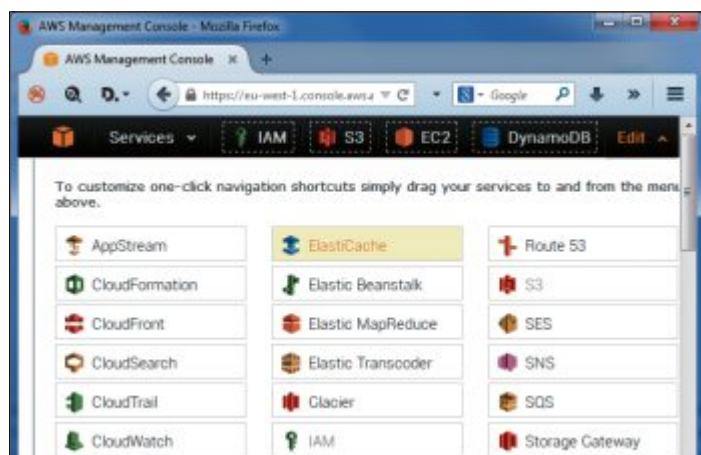 AWS Management Console - Mozilla Firefox
AWS Management Console × +
D. https://eu-west-1.console.aws.a Google »
Services IAM S3 EC2 DynamoDB Edit
To customize one-click navigation shortcuts simply drag your services to and from the menu
above.
AppStream ElastiCache Route 53
CloudFormation Elastic Beanstalk S3
CloudFront Elastic MapReduce SES
CloudSearch Elastic Transcoder SNS
CloudTrail Glacier SQS
CloudWatch IAM Storage Gateway